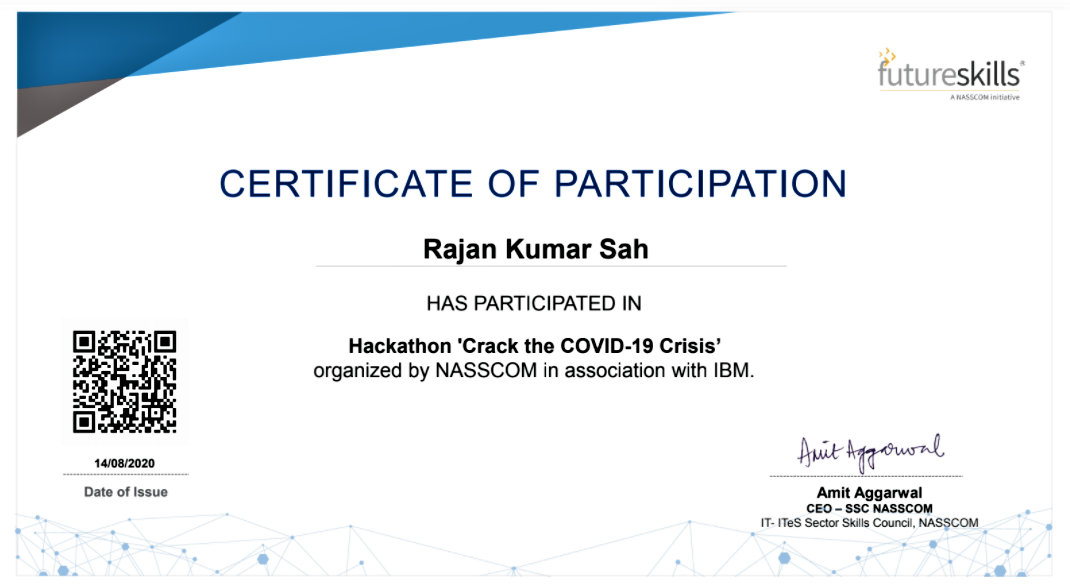 futureskills®
A NASSCOM initiative
CERTIFICATE OF PARTICIPATION
Rajan Kumar Sah
HAS PARTICIPATED IN
Hackathon 'Crack the COVID-19 Crisis’
organized by NASSCOM in association with IBM.
14/08/2020
Date of Issue
Amit Aggarwal
Amit Aggarwal
CEO – SSC NASSCOM
IT- ITeS Sector Skills Council, NASSCOM